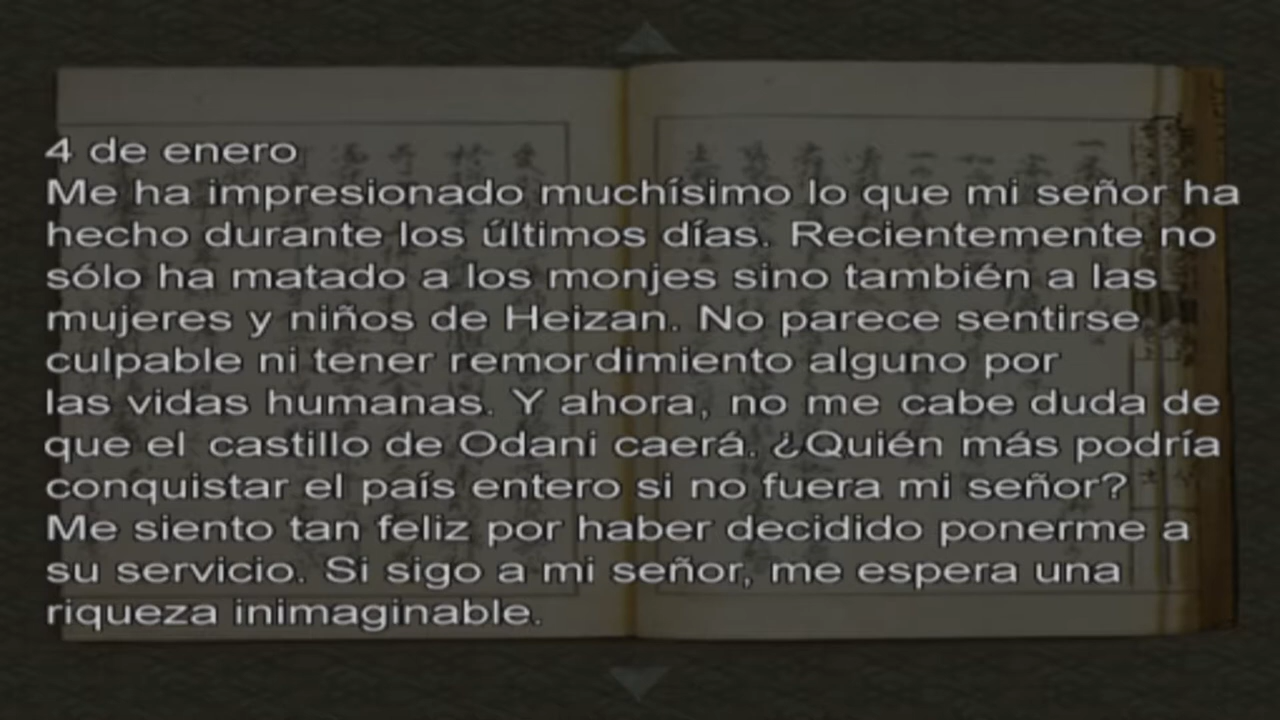 4 de enero
Me ha impresionado muchísimo lo que mi señor ha
hecho durante los últimos días. Recientemente no
sólo ha matado a los monjes sino también a las
mujeres y niños de Heizan. No parece sentirse
culpable ni tener remordimiento alguno por
las vidas humanas. Y ahora, no me cabe duda de
que el castillo de Odani caerá. ¿Quién más podría
conquistar el país entero si no fuera mi señor?
Me siento tan feliz por haber decidido ponerme a
su servicio. Si sigo a mi señor, me espera una
riqueza inimaginable.